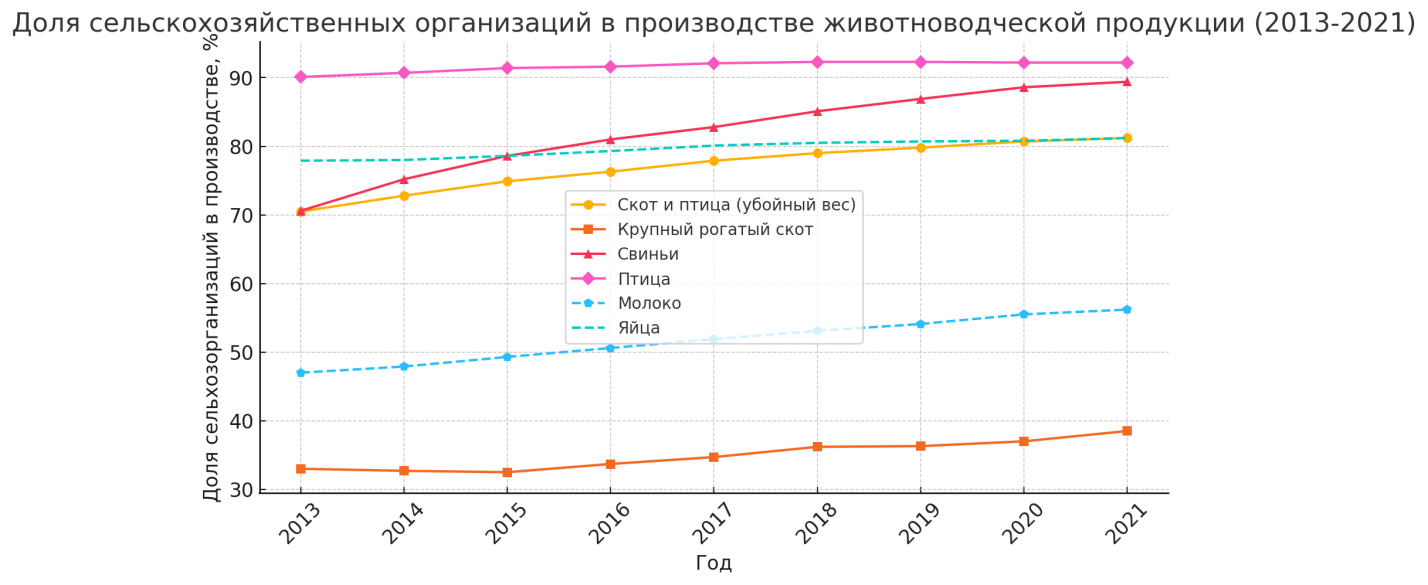 Доля сельскохозяйственных организаций в производстве животноводческой продукции (2013-2021)
Доля сельхозорганизаций в производстве, %
90
80
70
60
50
40
30
Скот и птица (убойный вес)
Крупный рогатый скот
Свиньи
Птица
Молоко
Яйца
2013
2014
2015
2016
2017
2018
2019
2020
2021
Год